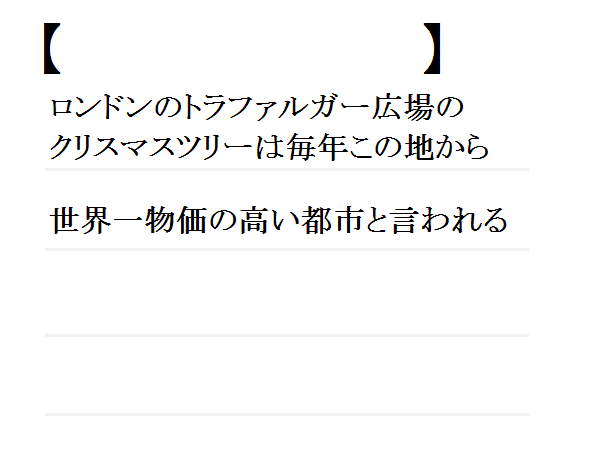 【 】
ロンドンのトラファルガー広場の
クリスマスツリーは毎年この地から
世界一物価の高い都市と言われる